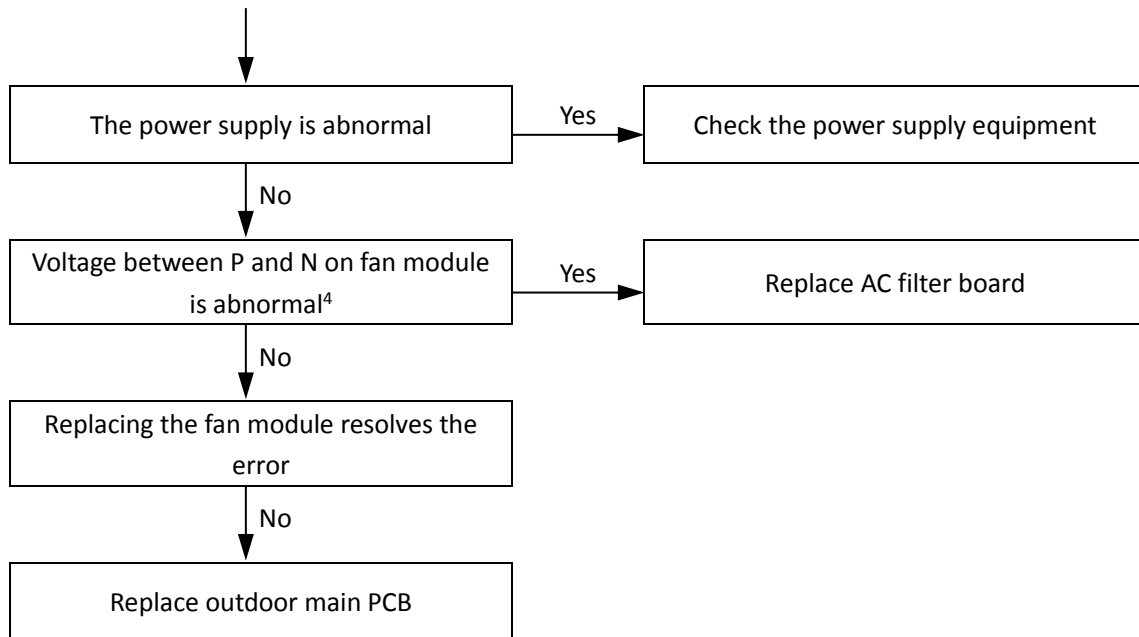 The power supply is abnormal
Yes
Check the power supply equipment
No
Voltage between P and N on fan module
is abnormal⁴
Yes
Replace AC filter board
No
Replacing the fan module resolves the
error
No
Replace outdoor main PCB